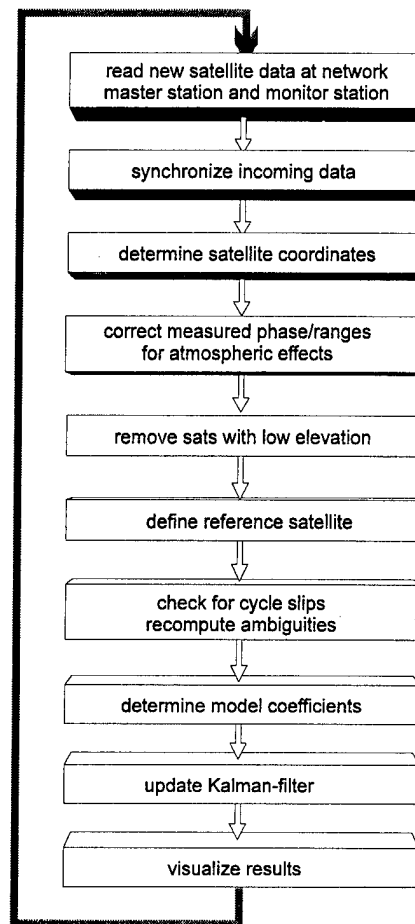 read new satellite data at network
master station and monitor station
synchronize incoming data
determine satellite coordinates
correct measured phase/ranges
for atmospheric effects
remove sats with low elevation
define reference satellite
check for cycle slips
recompute ambiguities
determine model coefficients
update Kalman-filter
visualize results